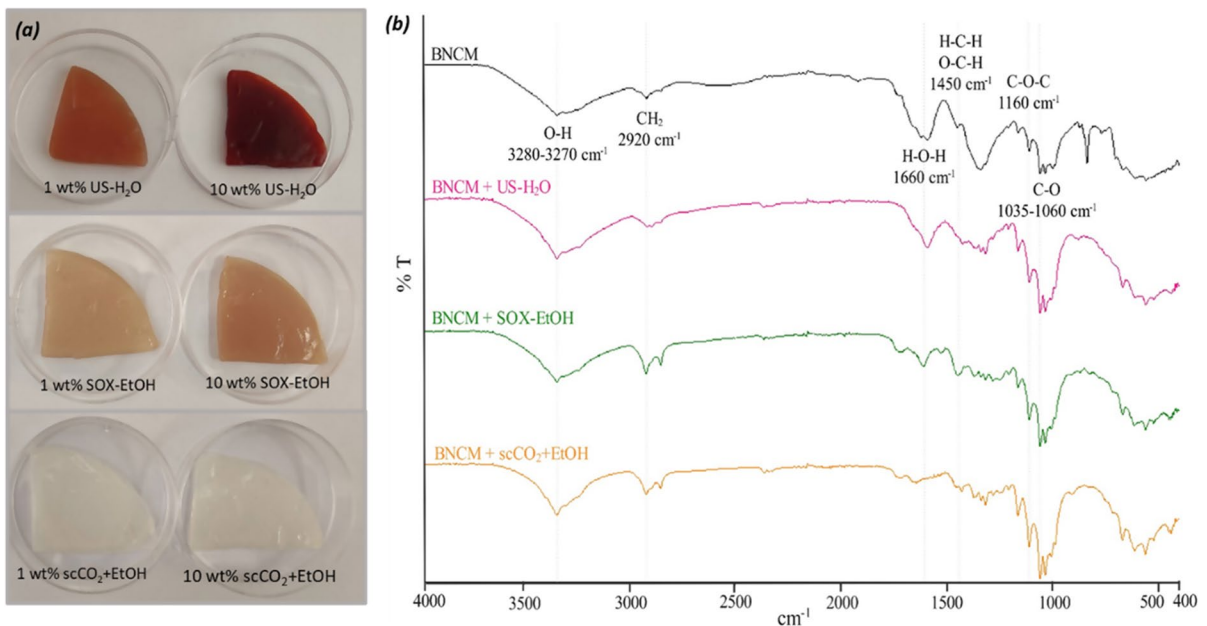 (a)
1 wt% US-H₂O
10 wt% US-H₂O
1 wt% SOX-EtOH
10 wt% SOX-EtOH
1 wt% scCO₂+EtOH
10 wt% scCO₂+EtOH
(b)
BNCM
O-H
3280-3270 cm⁻¹
CH₂
2920 cm⁻¹
H-C-H
O-C-H
1450 cm⁻¹
C-O-C
1160 cm⁻¹
H-O-H
1660 cm⁻¹
C-O
1035-1060 cm⁻¹
BNCM + US-H₂O
BNCM + SOX-EtOH
BNCM + scCO₂+EtOH
% T
4000
3500
3000
2500
2000
1500
1000
500
400
cm⁻¹